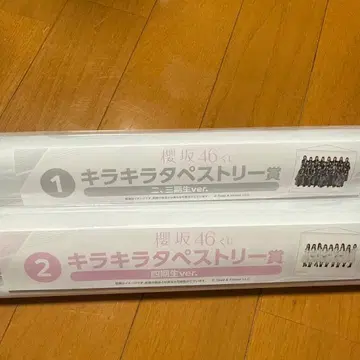 櫻坂46くじ
1 キラキラタペストリー賞
二、三期生ver.
櫻坂46くじ
2 キラキラタペストリー賞
四期生ver.